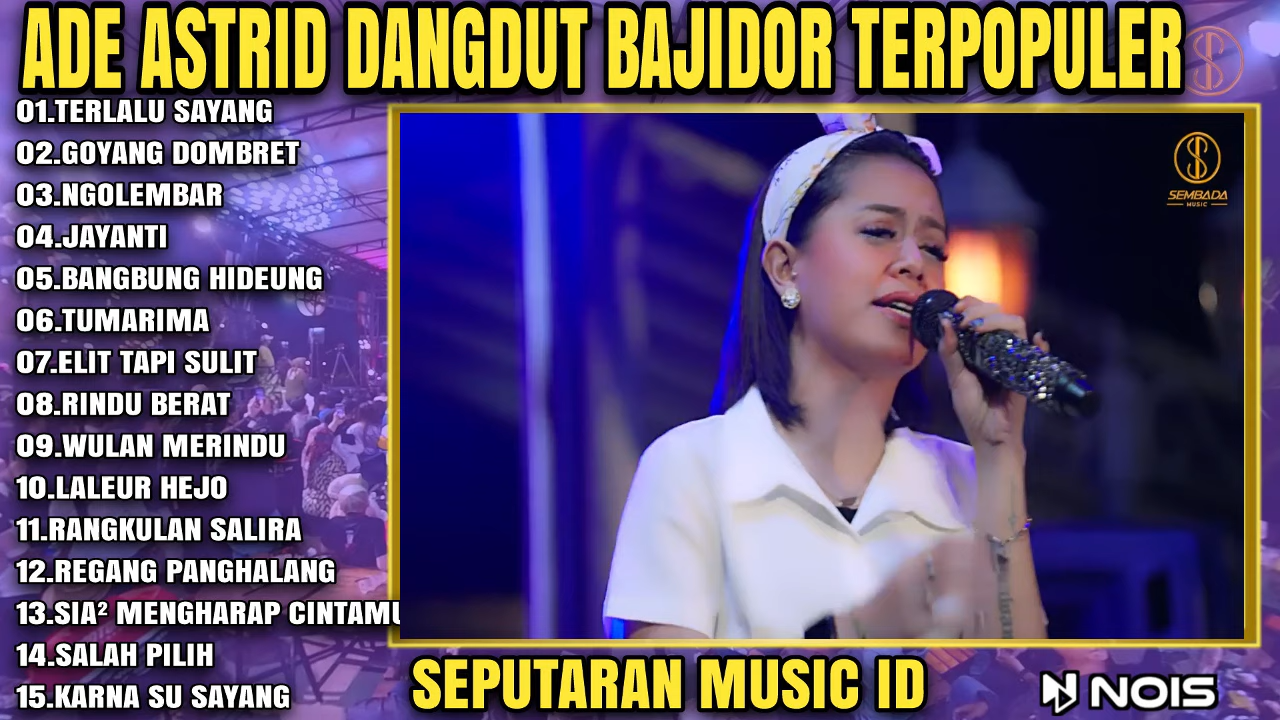 ADE ASTRID DANGDUT BAJIDOR TERPOPULER
01.TERLALU SAYANG
02.GOYANG DOMBRET
03.NGOLEMBAR
04.JAYANTI
05.BANGBUNG HIDEUNG
06.TUMARIMA
07.ELIT TAPI SULIT
08.RINDU BERAT
09.WULAN MERINDU
10.LALEUR HEJO
11.RANGKULAN SALIRA
12.REGANG PANGHALANG
13.SIA² MENGHARAP CINTAMU
14.SALAH PILIH
15.KARNA SU SAYANG
SEMBADA
MUSIC
SEPUTARAN MUSIC ID
NOIS